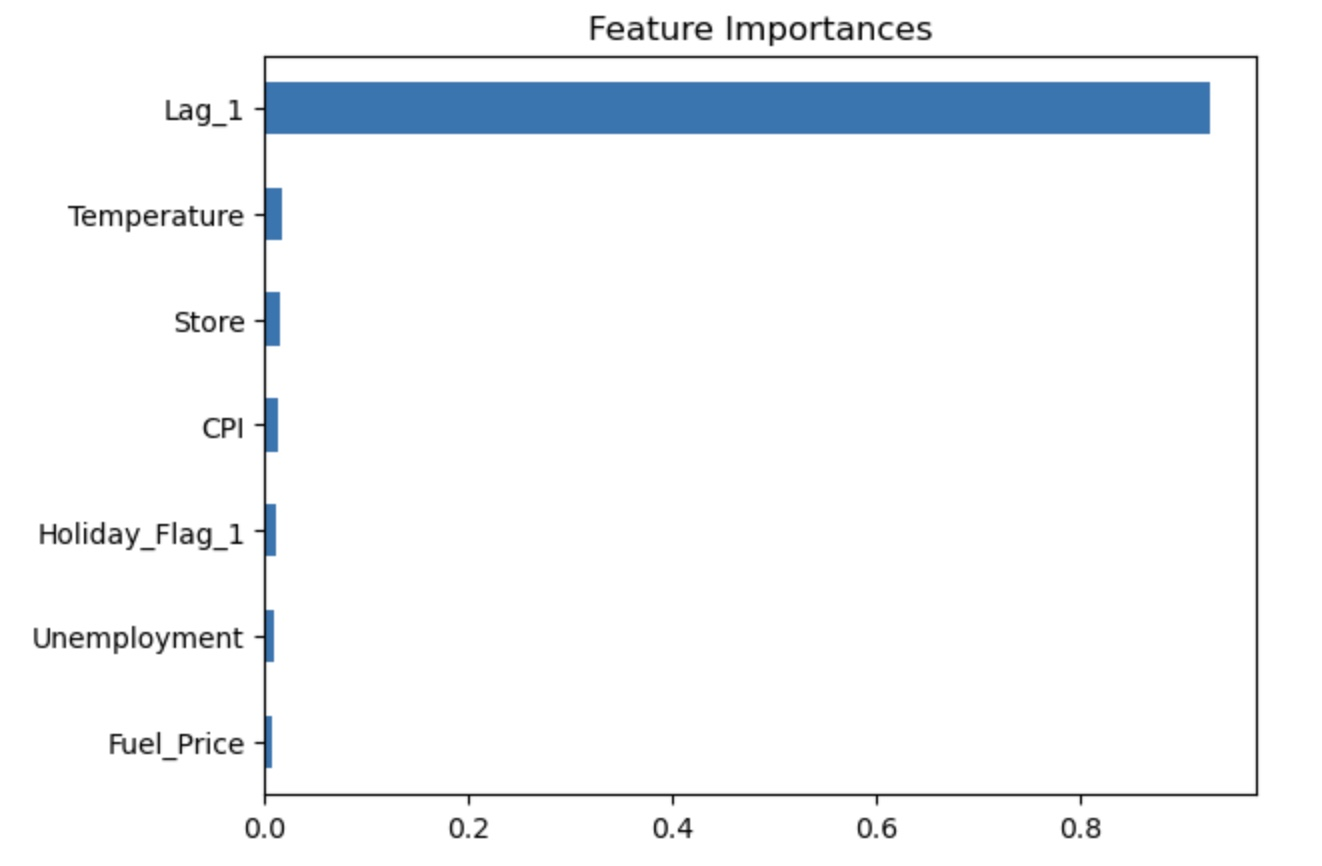 Feature Importances
Lag_1
Temperature
Store
CPI
Holiday_Flag_1
Unemployment
Fuel_Price
0.0 0.2 0.4 0.6 0.8